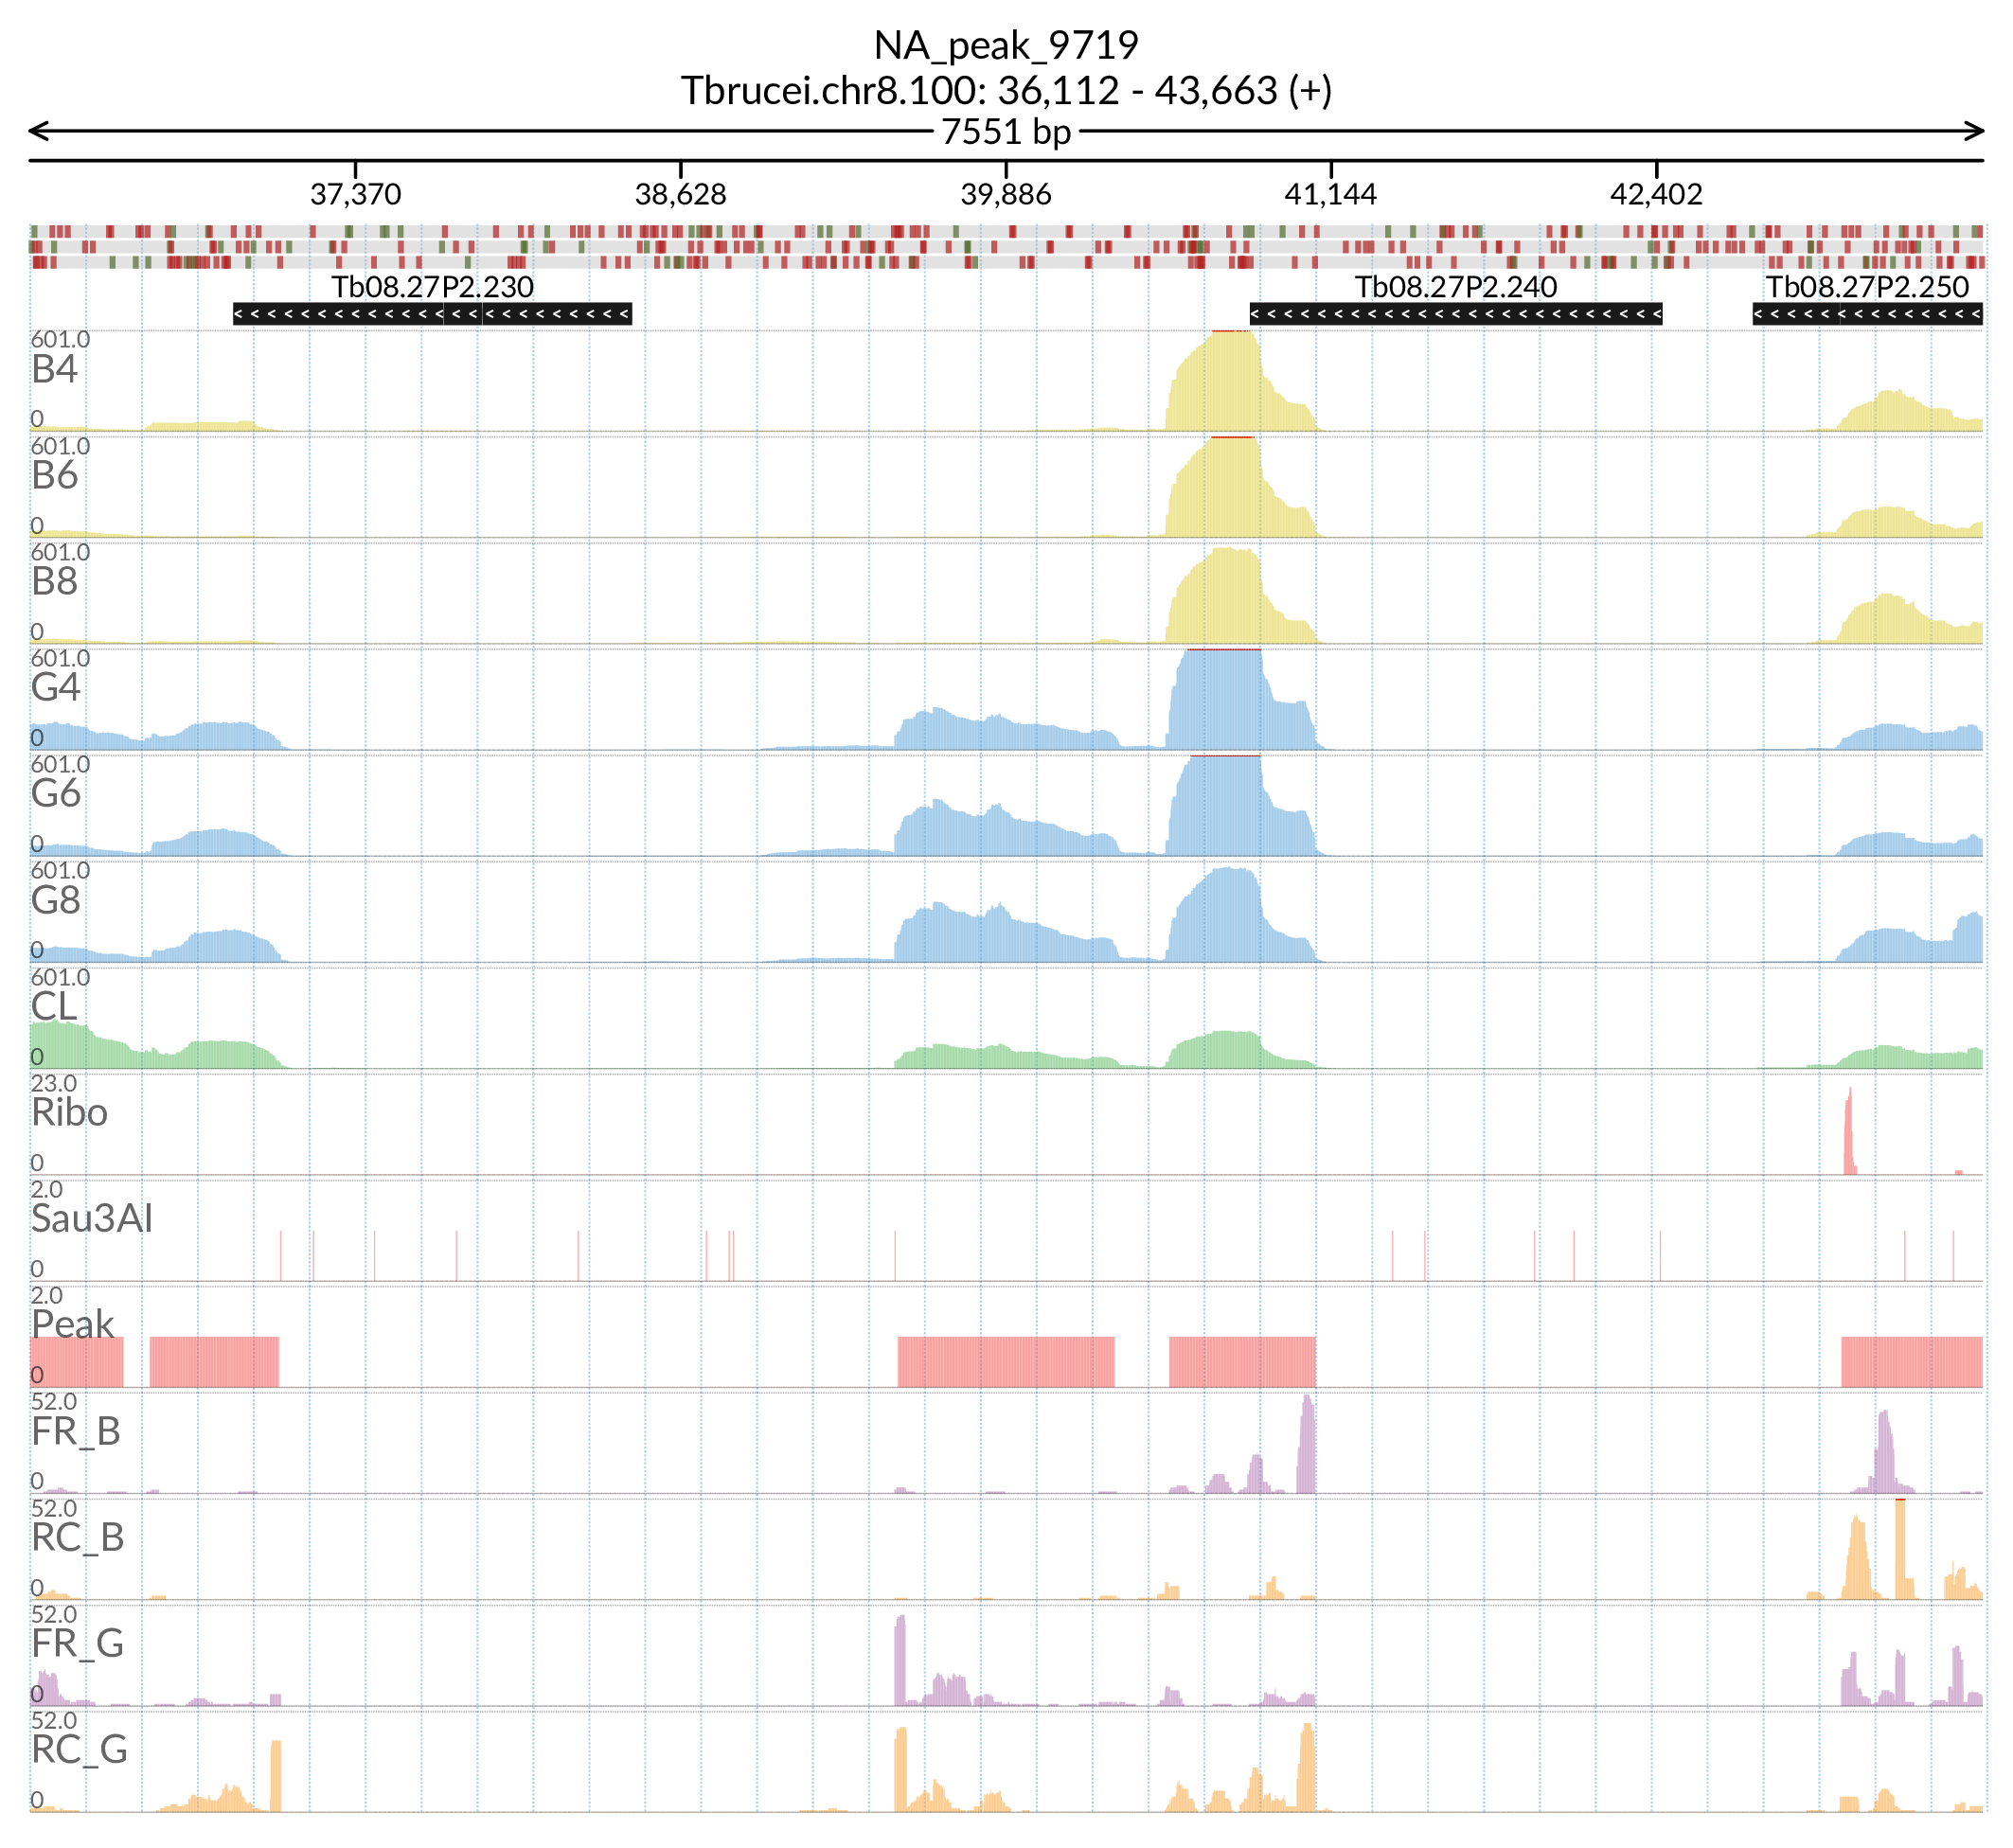 NA_peak_9719
Tbrucei.chr8.100: 36,112 - 43,663 (+)
7551 bp
37,370 38,628 39,886 41,144 42,402
Tb08.27P2.230 Tb08.27P2.240 Tb08.27P2.250
601.0
B4
0
601.0
B6
0
601.0
B8
0
601.0
G4
0
601.0
G6
0
601.0
G8
0
601.0
CL
0
23.0
Ribo
0
2.0
Sau3AI
0
2.0
Peak
0
52.0
FR_B
0
52.0
RC_B
0
52.0
FR_G
0
52.0
RC_G
0